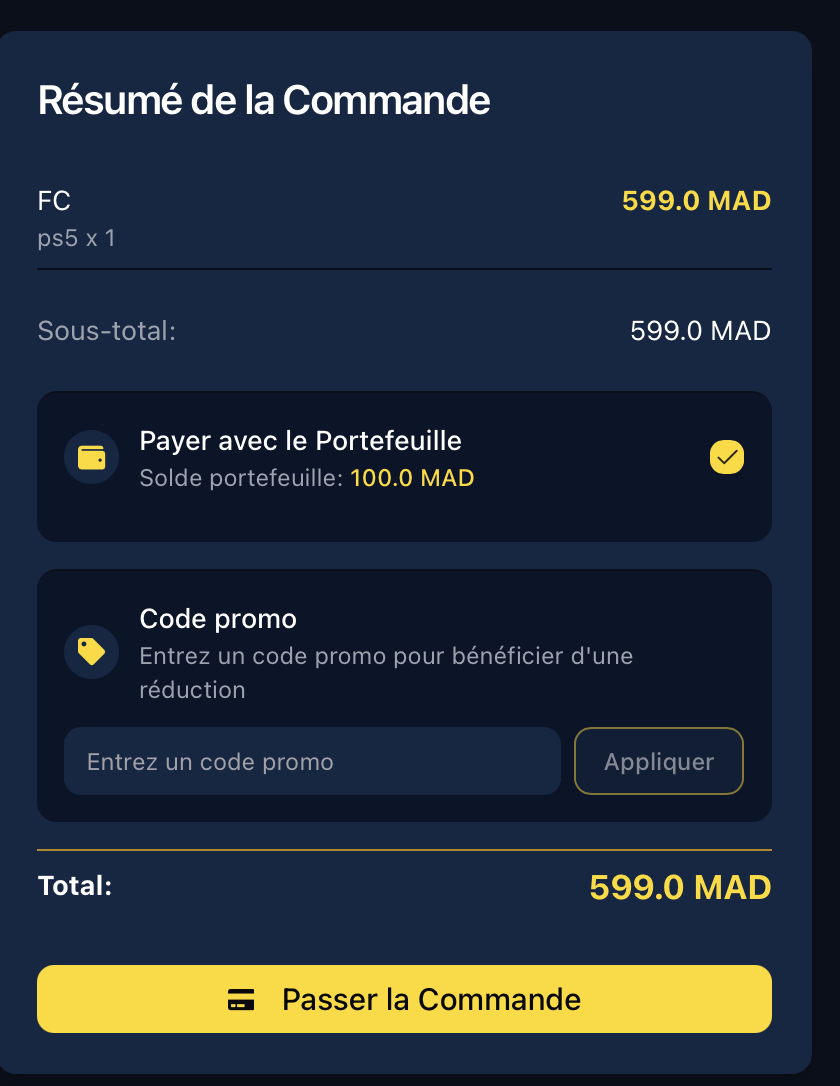 Résumé de la Commande
FC
599.0 MAD
ps5 x 1
Sous-total:
599.0 MAD
Payer avec le Portefeuille
Solde portefeuille: 100.0 MAD
Code promo
Entrez un code promo pour bénéficier d'une
réduction
Entrez un code promo
Appliquer
Total:
599.0 MAD
Passer la Commande